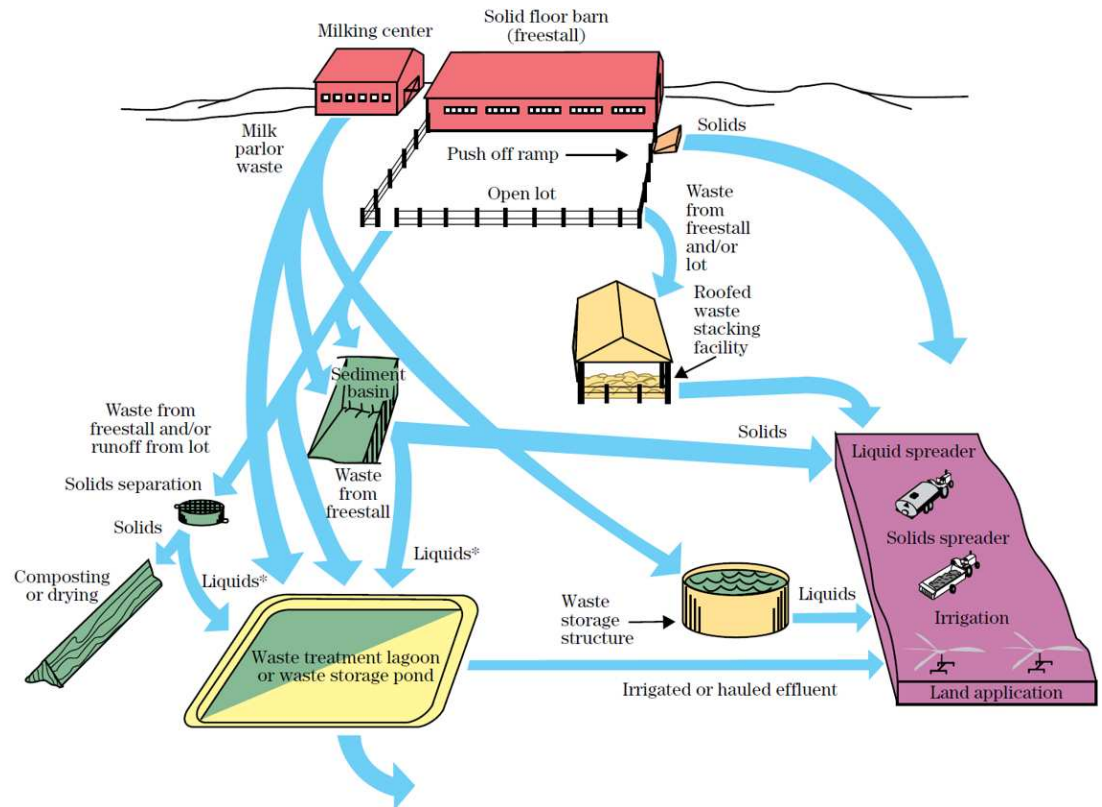 Solid floor barn
(freestall)
Milking center
Solids
Milk
parlor
waste
Push off ramp
Open lot
Waste
from
freestall
and/or
lot
Roofed
waste
stacking
facility
Sediment
basin
Waste from
freestall and/or
runoff from lot
Solids
Liquid spreader
Waste
from
freestall
Solids separation
Solids
Solids spreader
Liquids*
Liquids*
Composting
or drying
Liquids
Waste
storage
structure
Irrigation
Waste treatment lagoon
or waste storage pond
Irrigated or hauled effluent
Land application